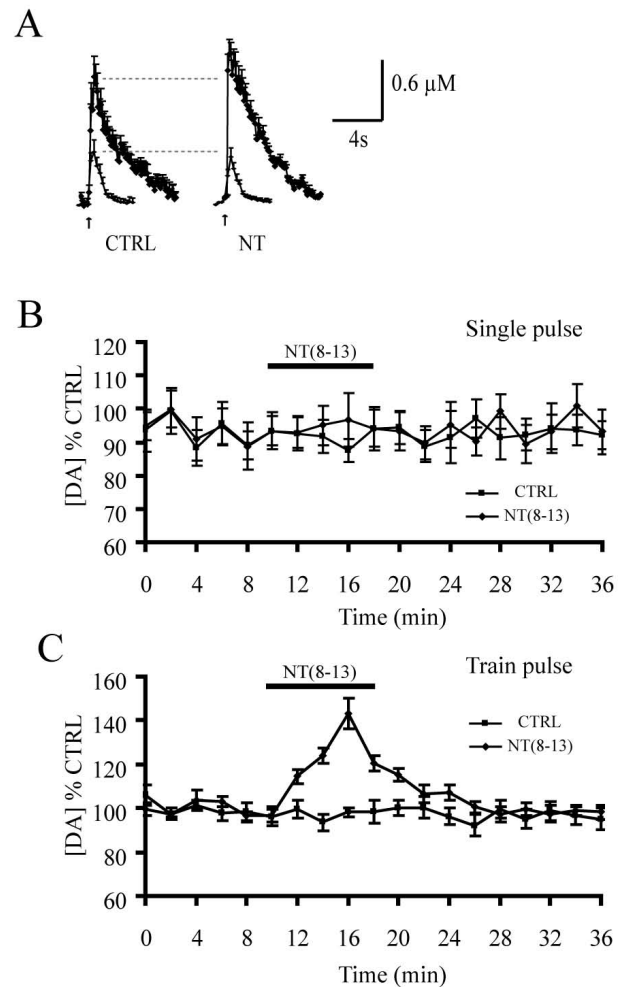 A
0.6 μM
4s
↑ ↑
CTRL NT
B
Single pulse
NT(8-13)
120
110
100
90
80
70
60
[DA] % CTRL
CTRL
NT(8-13)
0 4 8 12 16 20 24 28 32 36
Time (min)
C
Train pulse
NT(8-13)
160
140
120
100
80
60
[DA] % CTRL
CTRL
NT(8-13)
0 4 8 12 16 20 24 28 32 36
Time (min)